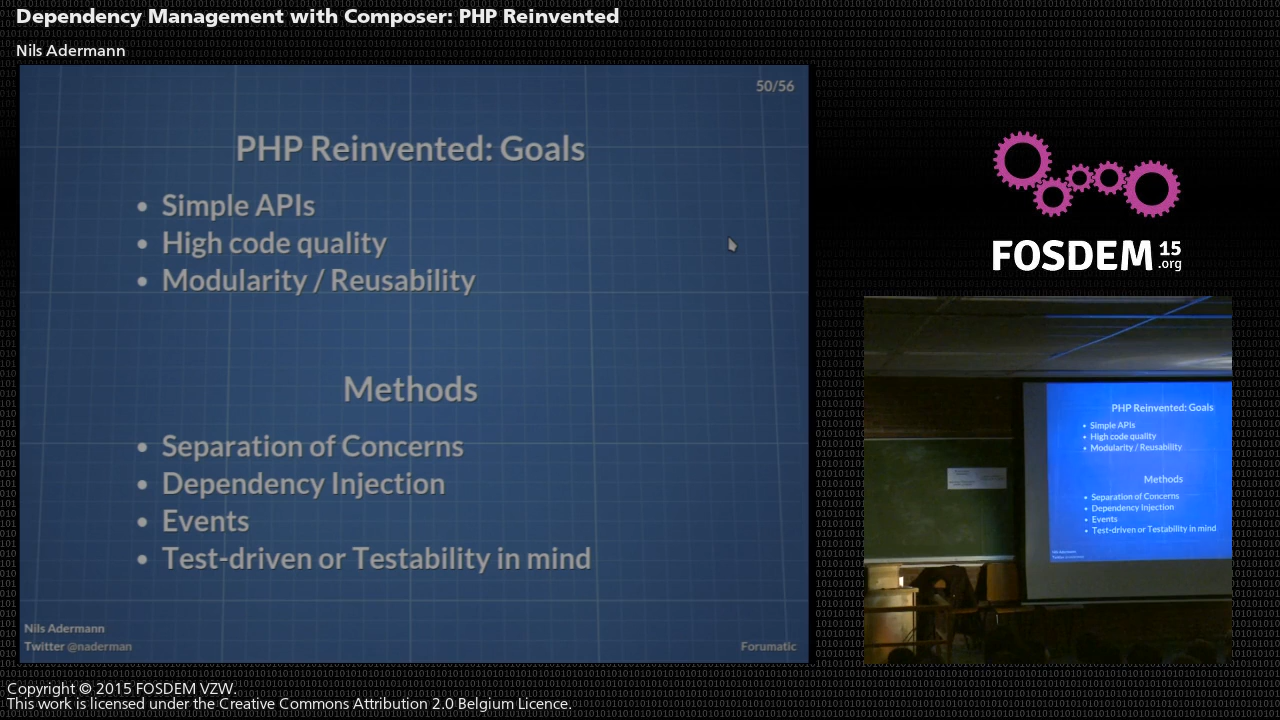 Dependency Management with Composer: PHP Reinvented
Nils Adermann
50/56
PHP Reinvented: Goals
• Simple APIs
• High code quality
• Modularity / Reusability
Methods
• Separation of Concerns
• Dependency Injection
• Events
• Test-driven or Testability in mind
Nils Adermann
Twitter @naderman
Forumatic
FOSDEM 15 .org
PHP Reinvented: Goals
• Simple APIs
• High code quality
• Modularity / Reusability
Methods
• Separation of Concerns
• Dependency Injection
• Events
• Test-driven or Testability in mind
Copyright © 2015 FOSDEM VZW.
This work is licensed under the Creative Commons Attribution 2.0 Belgium Licence.